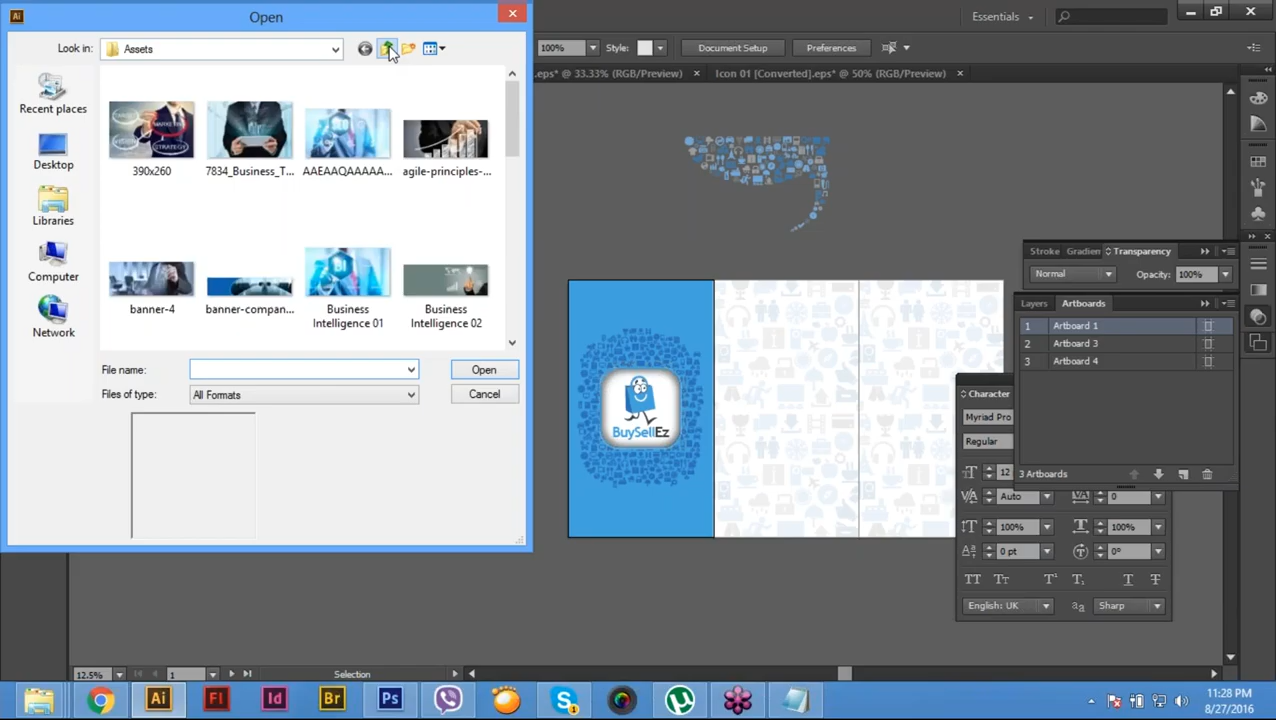 Open
Essentials
Look in:
Assets
100%
Style:
Document Setup
Preferences
.eps* @ 33.33% (RGB/Preview)
Icon 01 [Converted].eps* @ 50% (RGB/Preview)
Recent places
Desktop
Libraries
Computer
Network
390x260
7834_Business_T...
AAEAAQAAAAA...
agile-principles-...
banner-4
banner-compan...
Business
Intelligence 01
Business
Intelligence 02
File name:
Open
Files of type:
All Formats
Cancel
BuySellEz
Stroke
Gradien
Transparency
Normal
Opacity:
100%
Layers
Artboards
1 Artboard 1
2 Artboard 3
3 Artboard 4
3 Artboards
Character
Myriad Pro
Regular
12
Auto
0
100%
100%
0 pt
0°
English: UK
Sharp
12.5%
1
Selection
11:28 PM
8/27/2016